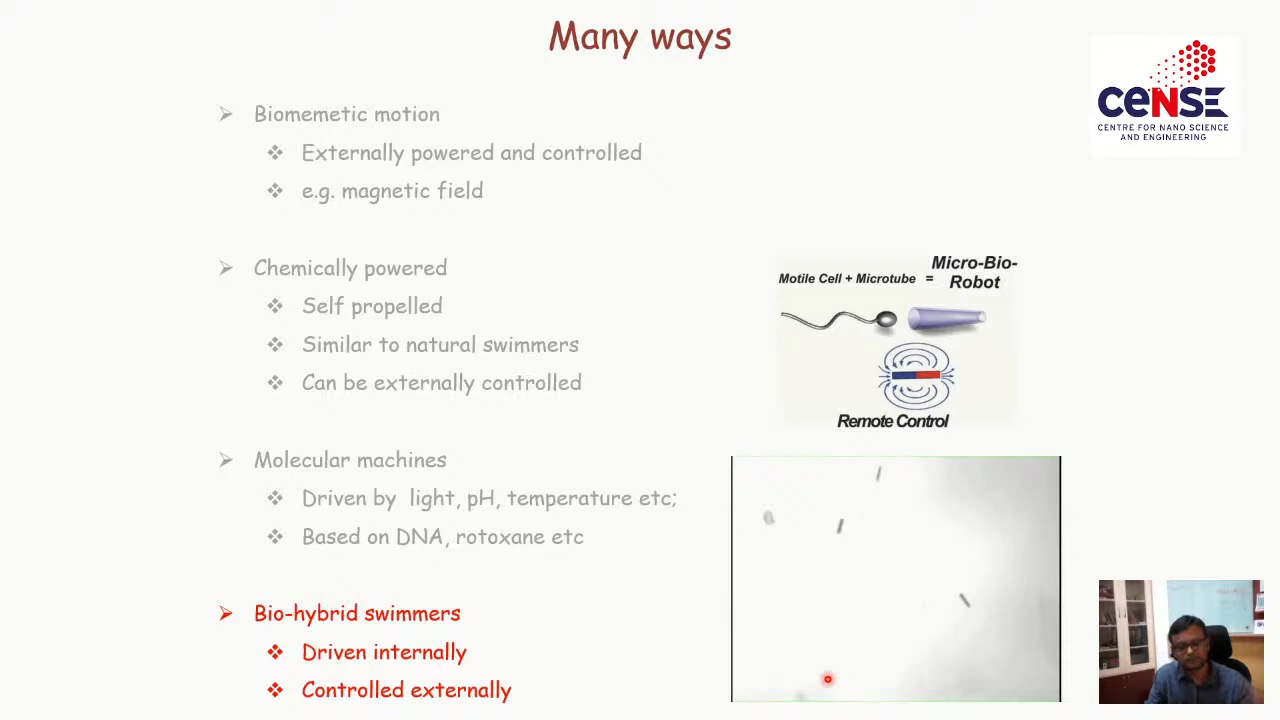 Many ways
CENSE
CENTRE FOR NANO SCIENCE
AND ENGINEERING
Biomemetic motion
Externally powered and controlled
e.g. magnetic field
Chemically powered
Self propelled
Similar to natural swimmers
Can be externally controlled
Molecular machines
Driven by light, pH, temperature etc;
Based on DNA, rotoxane etc
Bio-hybrid swimmers
Driven internally
Controlled externally
Motile Cell + Microtube = Micro-Bio-
Robot
Remote Control